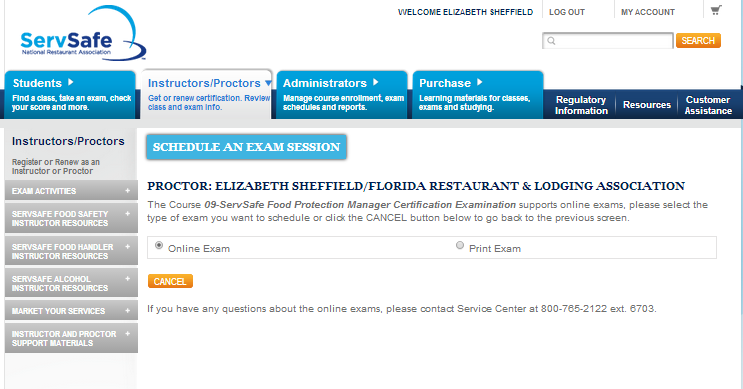 WELCOME ELIZABETH SHEFFIELD
LOG OUT
MY ACCOUNT
ServSafe
National Restaurant Association
SEARCH
Students
Find a class, take an exam, check
your score and more.
Instructors/Proctors
Get or renew certification. Review
class and exam info.
Administrators
Manage course enrollment, exam
schedules and reports.
Purchase
Learning materials for classes,
exams and studying.
Regulatory
Information
Resources
Customer
Assistance
Instructors/Proctors
Register or Renew as an
Instructor or Proctor
EXAM ACTIVITIES +
SERVSAFE FOOD SAFETY +
INSTRUCTOR RESOURCES
SERVSAFE FOOD HANDLER +
INSTRUCTOR RESOURCES
SERVSAFE ALCOHOL +
INSTRUCTOR RESOURCES
MARKET YOUR SERVICES +
INSTRUCTOR AND PROCTOR +
SUPPORT MATERIALS
SCHEDULE AN EXAM SESSION
PROCTOR: ELIZABETH SHEFFIELD/FLORIDA RESTAURANT & LODGING ASSOCIATION
The Course 09-ServSafe Food Protection Manager Certification Examination supports online exams, please select the
type of exam you want to schedule or click the CANCEL button below to go back to the previous screen.
Online Exam
Print Exam
CANCEL
If you have any questions about the online exams, please contact Service Center at 800-765-2122 ext. 6703.